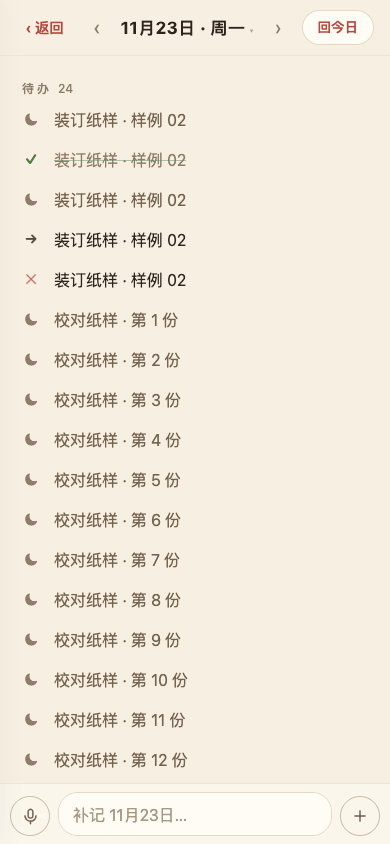 ‹ 返回 ‹ 11月23日 · 周一 · › 回今日
待办 24
装订纸样 · 样例 02
装订纸样 · 样例 02
装订纸样 · 样例 02
装订纸样 · 样例 02
装订纸样 · 样例 02
校对纸样 · 第 1 份
校对纸样 · 第 2 份
校对纸样 · 第 3 份
校对纸样 · 第 4 份
校对纸样 · 第 5 份
校对纸样 · 第 6 份
校对纸样 · 第 7 份
校对纸样 · 第 8 份
校对纸样 · 第 9 份
校对纸样 · 第 10 份
校对纸样 · 第 11 份
校对纸样 · 第 12 份
补记 11月23日...